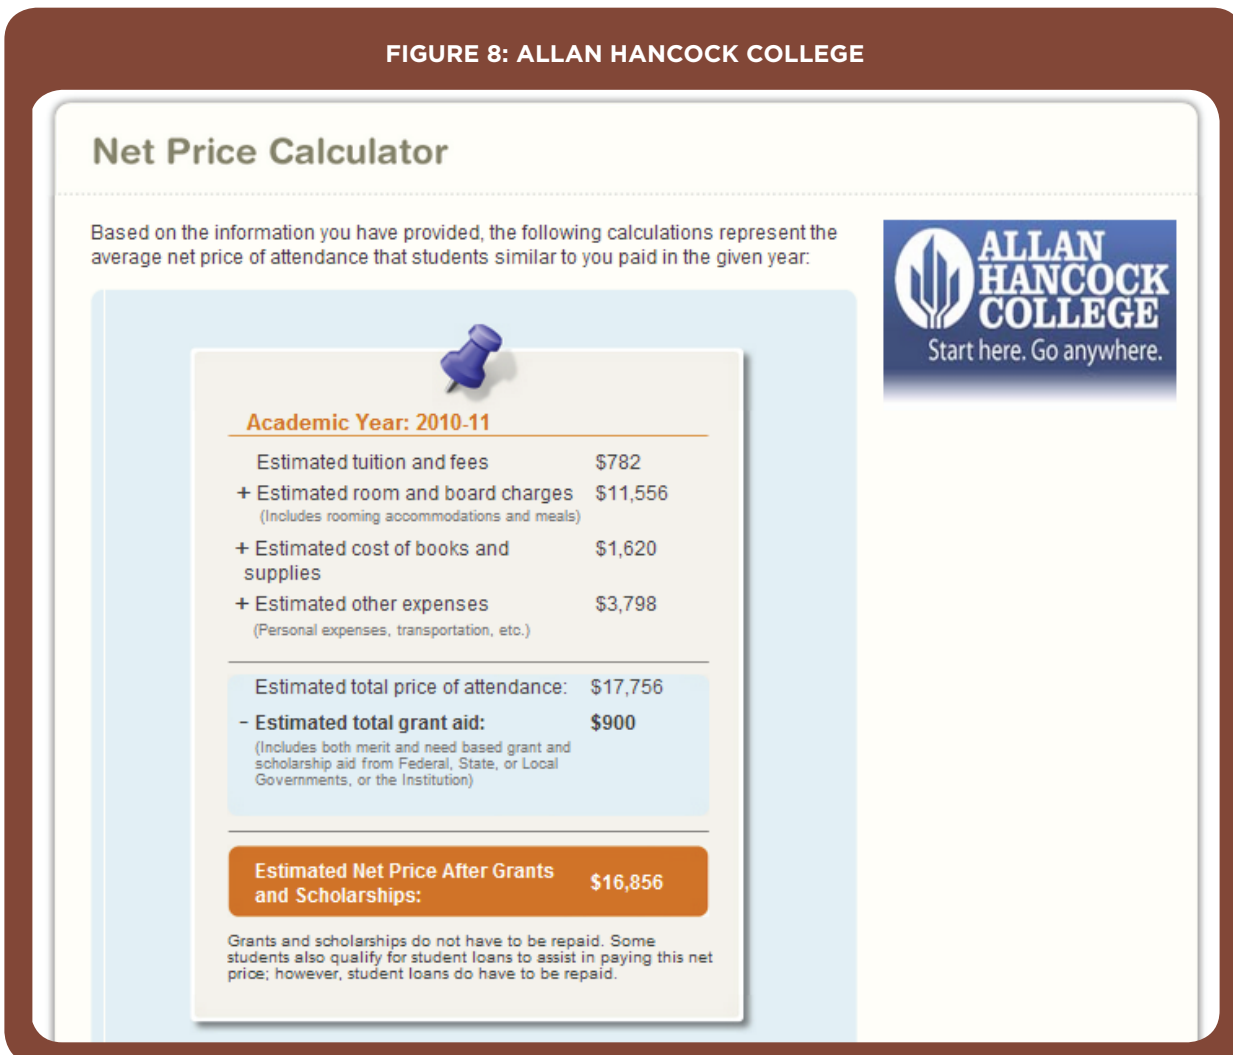 FIGURE 8: ALLAN HANCOCK COLLEGE
Net Price Calculator
Based on the information you have provided, the following calculations represent the
average net price of attendance that students similar to you paid in the given year:
ALLAN
HANCOCK
COLLEGE
Start here. Go anywhere.
Academic Year: 2010-11
Estimated tuition and fees $782
+ Estimated room and board charges $11,556
(Includes rooming accommodations and meals)
+ Estimated cost of books and $1,620
supplies
+ Estimated other expenses $3,798
(Personal expenses, transportation, etc.)
Estimated total price of attendance: $17,756
- Estimated total grant aid: $900
(Includes both merit and need based grant and
scholarship aid from Federal, State, or Local
Governments, or the Institution)
Estimated Net Price After Grants
and Scholarships: $16,856
Grants and scholarships do not have to be repaid. Some
students also qualify for student loans to assist in paying this net
price; however, student loans do have to be repaid.